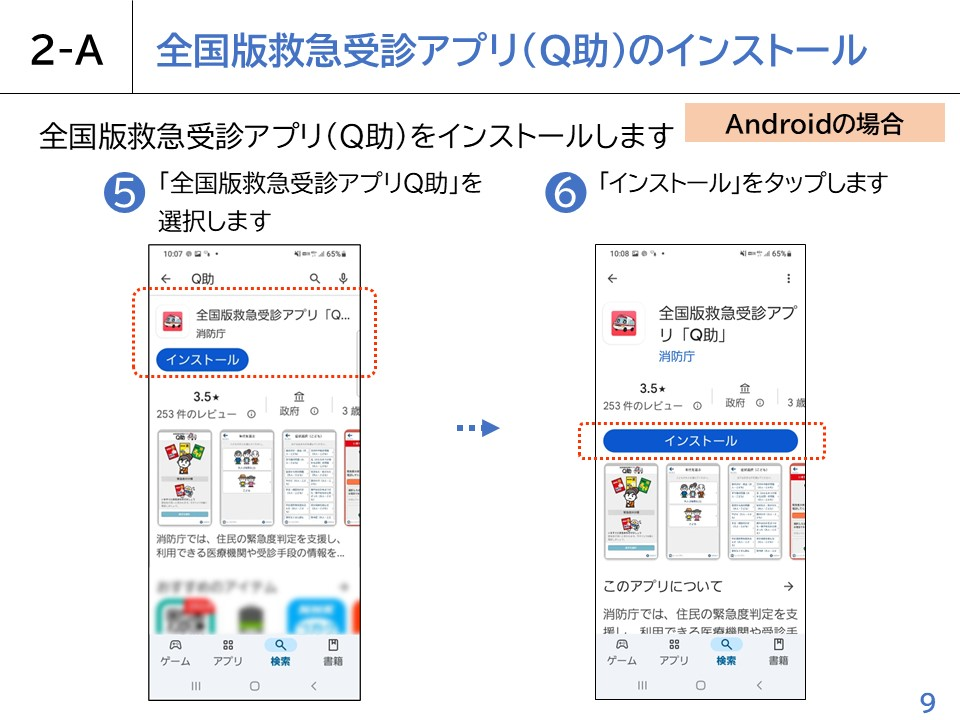 2-A
全国版救急受診アプリ(Q助)のインストール
全国版救急受診アプリ(Q助)をインストールします
Androidの場合
5
「全国版救急受診アプリQ助」を
選択します
10:07
65%
Q助
全国版救急受診アプリ「Q...
消防庁
インストール
3.5★
253 件のレビュー
政府
3 歳
消防庁では、住民の緊急度判定を支援し、
利用できる医療機関や受診手段の情報を...
おすすめのアイテム
ゲーム
アプリ
検索
書籍
6
「インストール」をタップします
10:08
65%
全国版救急受診アプ
リ「Q助」
消防庁
3.5★
253 件のレビュー
政府
3 歳
インストール
このアプリについて
消防庁では、住民の緊急度判定を支
援し、利用できる医療機関や受診手
ゲーム
アプリ
検索
書籍
9